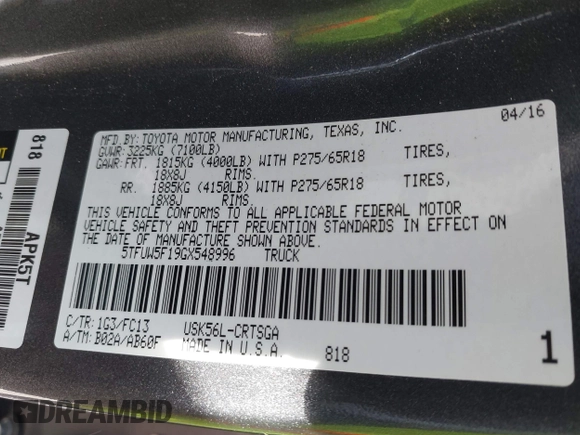 04/16
MFD.BY:TOYOTA MOTOR MANUFACTURING, TEXAS, INC.
GVWR:3225KG (7100LB)
GAWR:FRT. 1815KG (4000LB) WITH P275/65R18 TIRES,
18X8J RIMS.
RR. 1885KG (4150LB) WITH P275/65R18 TIRES,
18X8J RIMS.
THIS VEHICLE CONFORMS TO ALL APPLICABLE FEDERAL MOTOR
VEHICLE SAFETY AND THEFT PREVENTION STANDARDS IN EFFECT ON
THE DATE OF MANUFACTURE SHOWN ABOVE.
5TFUW5F19GX548996 TRUCK
C/TR:1G3/FC13 USK56L-CRTSGA
A/TM:B02A/AB60F MADE IN U.S.A. 818
1
818
APK5T
DREAMBID